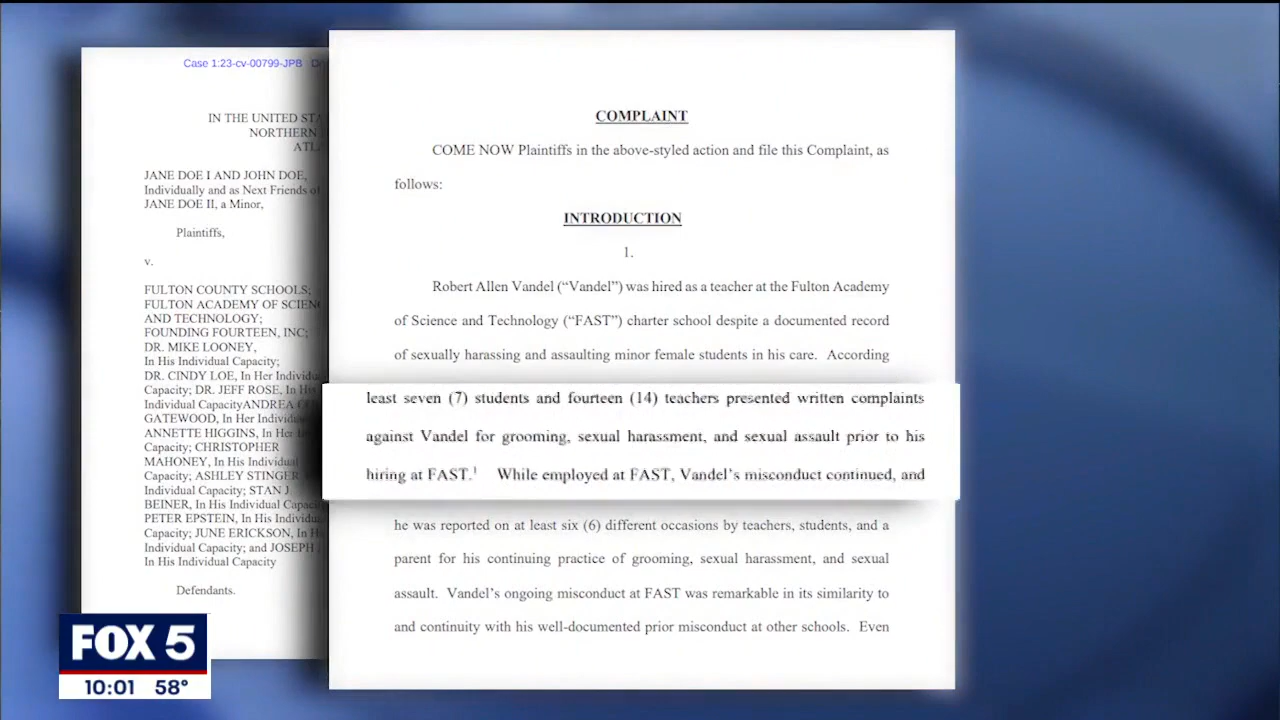 Case 1:23-cv-00799-JPB
IN THE UNITED
NORTHERN
JANE DOE I AND JOHN DOE,
Individually and as Next Friends
JANE DOE II, a Minor,
Plaintiffs,
v.
FULTON COUNTY SCHOOLS;
FULTON ACADEMY OF
AND TECHNOLOGY;
FOUNDING FOURTEEN, INC;
DR. MIKE LOONEY,
In His Individual Capacity;
DR. CINDY LOE, In Her Individual
Capacity; DR. JEFF ROSE, In
Individual
GATEWOOD, In Her
ANNETTE HIGGINS, In Her
Capacity; CHRISTOPHER
MAHONEY, In His Individual
Capacity; ASHLEY STINGER
Individual Capacity; STAN J
BEINER, In His Individual
PETER EPSTEIN, In His
Capacity; JUNE ERICKSON, In
Individual Capacity; and JOSEPH
In His Individual Capacity
Defendants.
COMPLAINT
COME NOW Plaintiffs in the above-styled action and file this Complaint, as
follows:
INTRODUCTION
1.
Robert Allen Vandel (“Vandel”) was hired as a teacher at the Fulton Academy
of Science and Technology (“FAST”) charter school despite a documented record
of sexually harassing and assaulting minor female students in his care. According
least seven (7) students and fourteen (14) teachers presented written complaints
against Vandel for grooming, sexual harassment, and sexual assault prior to his
hiring at FAST.¹ While employed at FAST, Vandel’s misconduct continued, and
he was reported on at least six (6) different occasions by teachers, students, and a
parent for his continuing practice of grooming, sexual harassment, and sexual
assault. Vandel’s ongoing misconduct at FAST was remarkable in its similarity to
and continuity with his well-documented prior misconduct at other schools. Even
FOX 5
10:01 58°